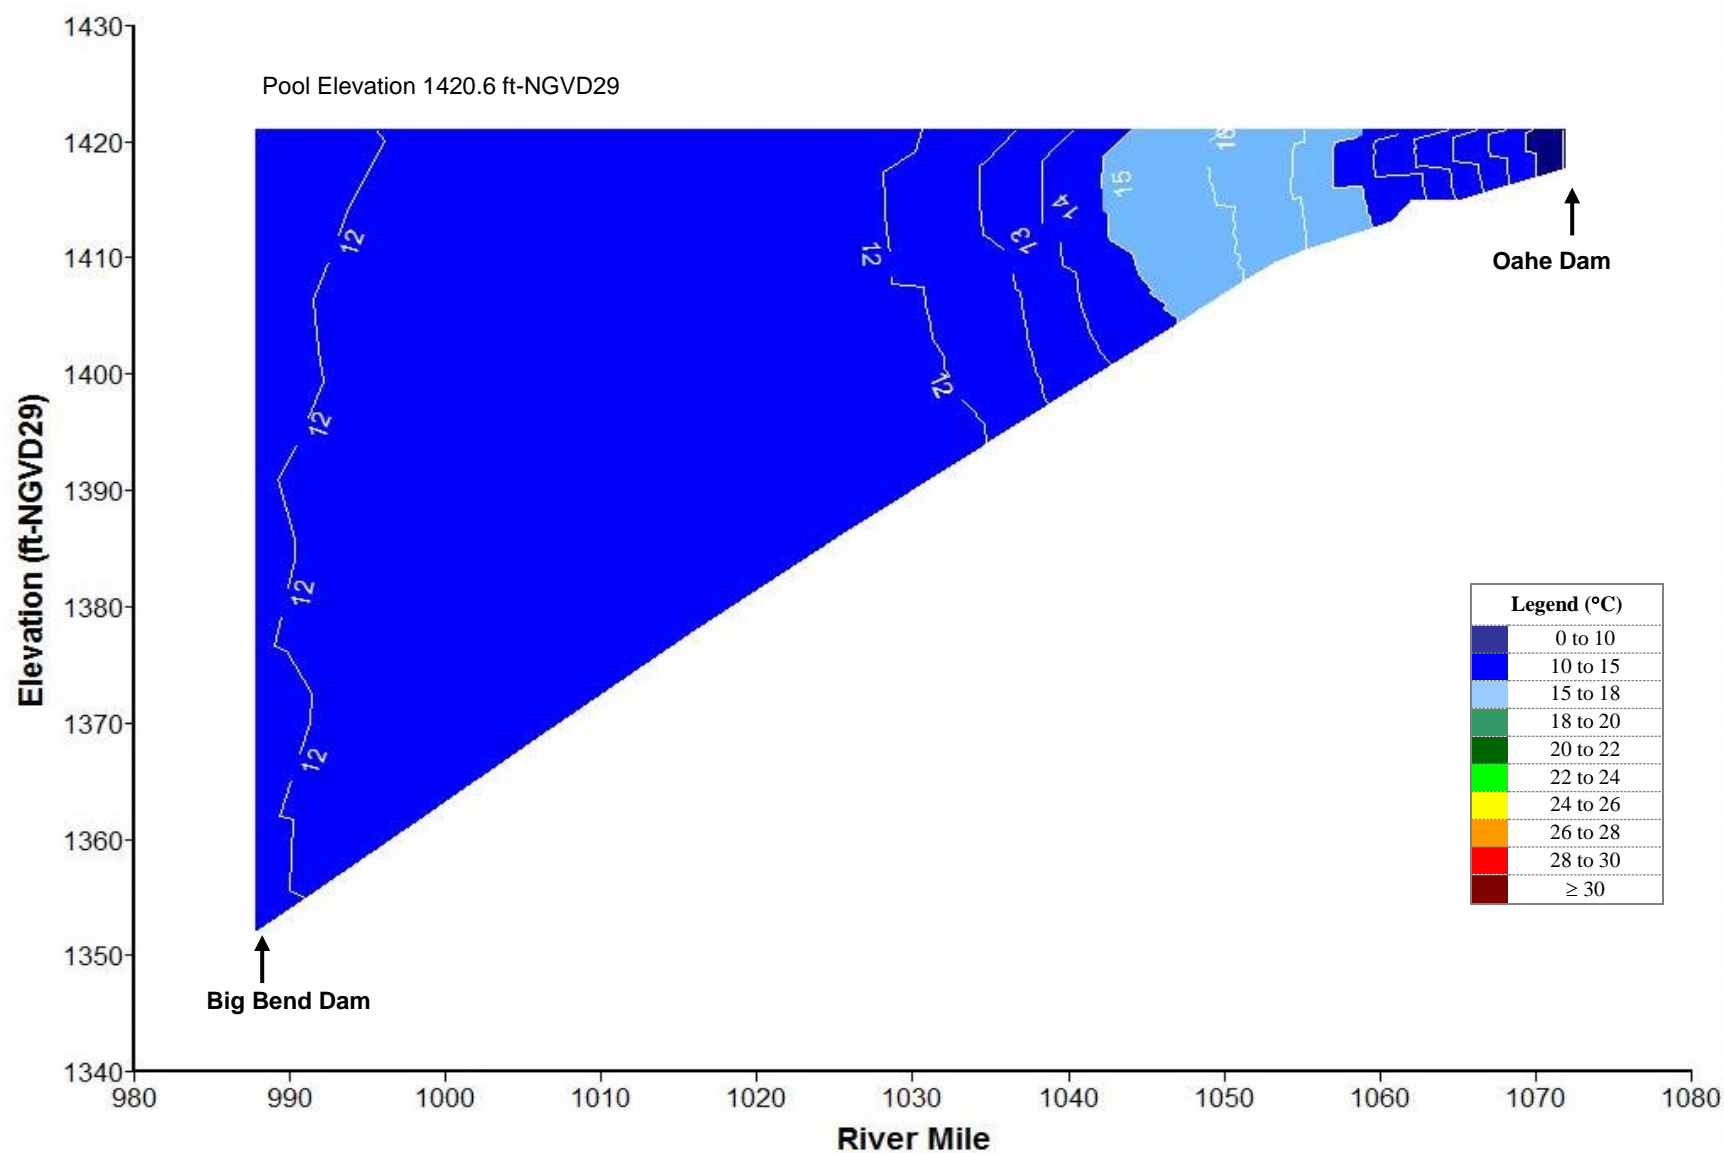 1430
Pool Elevation 1420.6 ft-NGVD29
1420
1410
1400
1390
1380
1370
1360
1350
1340
Elevation (ft-NGVD29)
12
12
12
12
12
12
13
14
15
16
Oahe Dam
Big Bend Dam
Legend (°C)
0 to 10
10 to 15
15 to 18
18 to 20
20 to 22
22 to 24
24 to 26
26 to 28
28 to 30
≥ 30
980 990 1000 1010 1020 1030 1040 1050 1060 1070 1080
River Mile